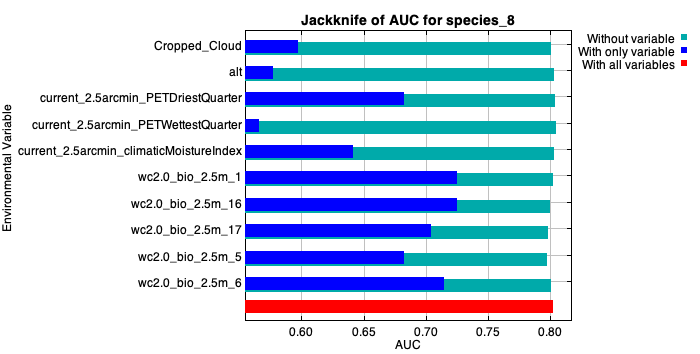 Jackknife of AUC for species_8
Without variable
With only variable
With all variables
Environmental Variable
Cropped_Cloud
alt
current_2.5arcmin_PETDriestQuarter
current_2.5arcmin_PETWettestQuarter
current_2.5arcmin_climaticMoistureIndex
wc2.0_bio_2.5m_1
wc2.0_bio_2.5m_16
wc2.0_bio_2.5m_17
wc2.0_bio_2.5m_5
wc2.0_bio_2.5m_6
0.60 0.65 0.70 0.75 0.80
AUC